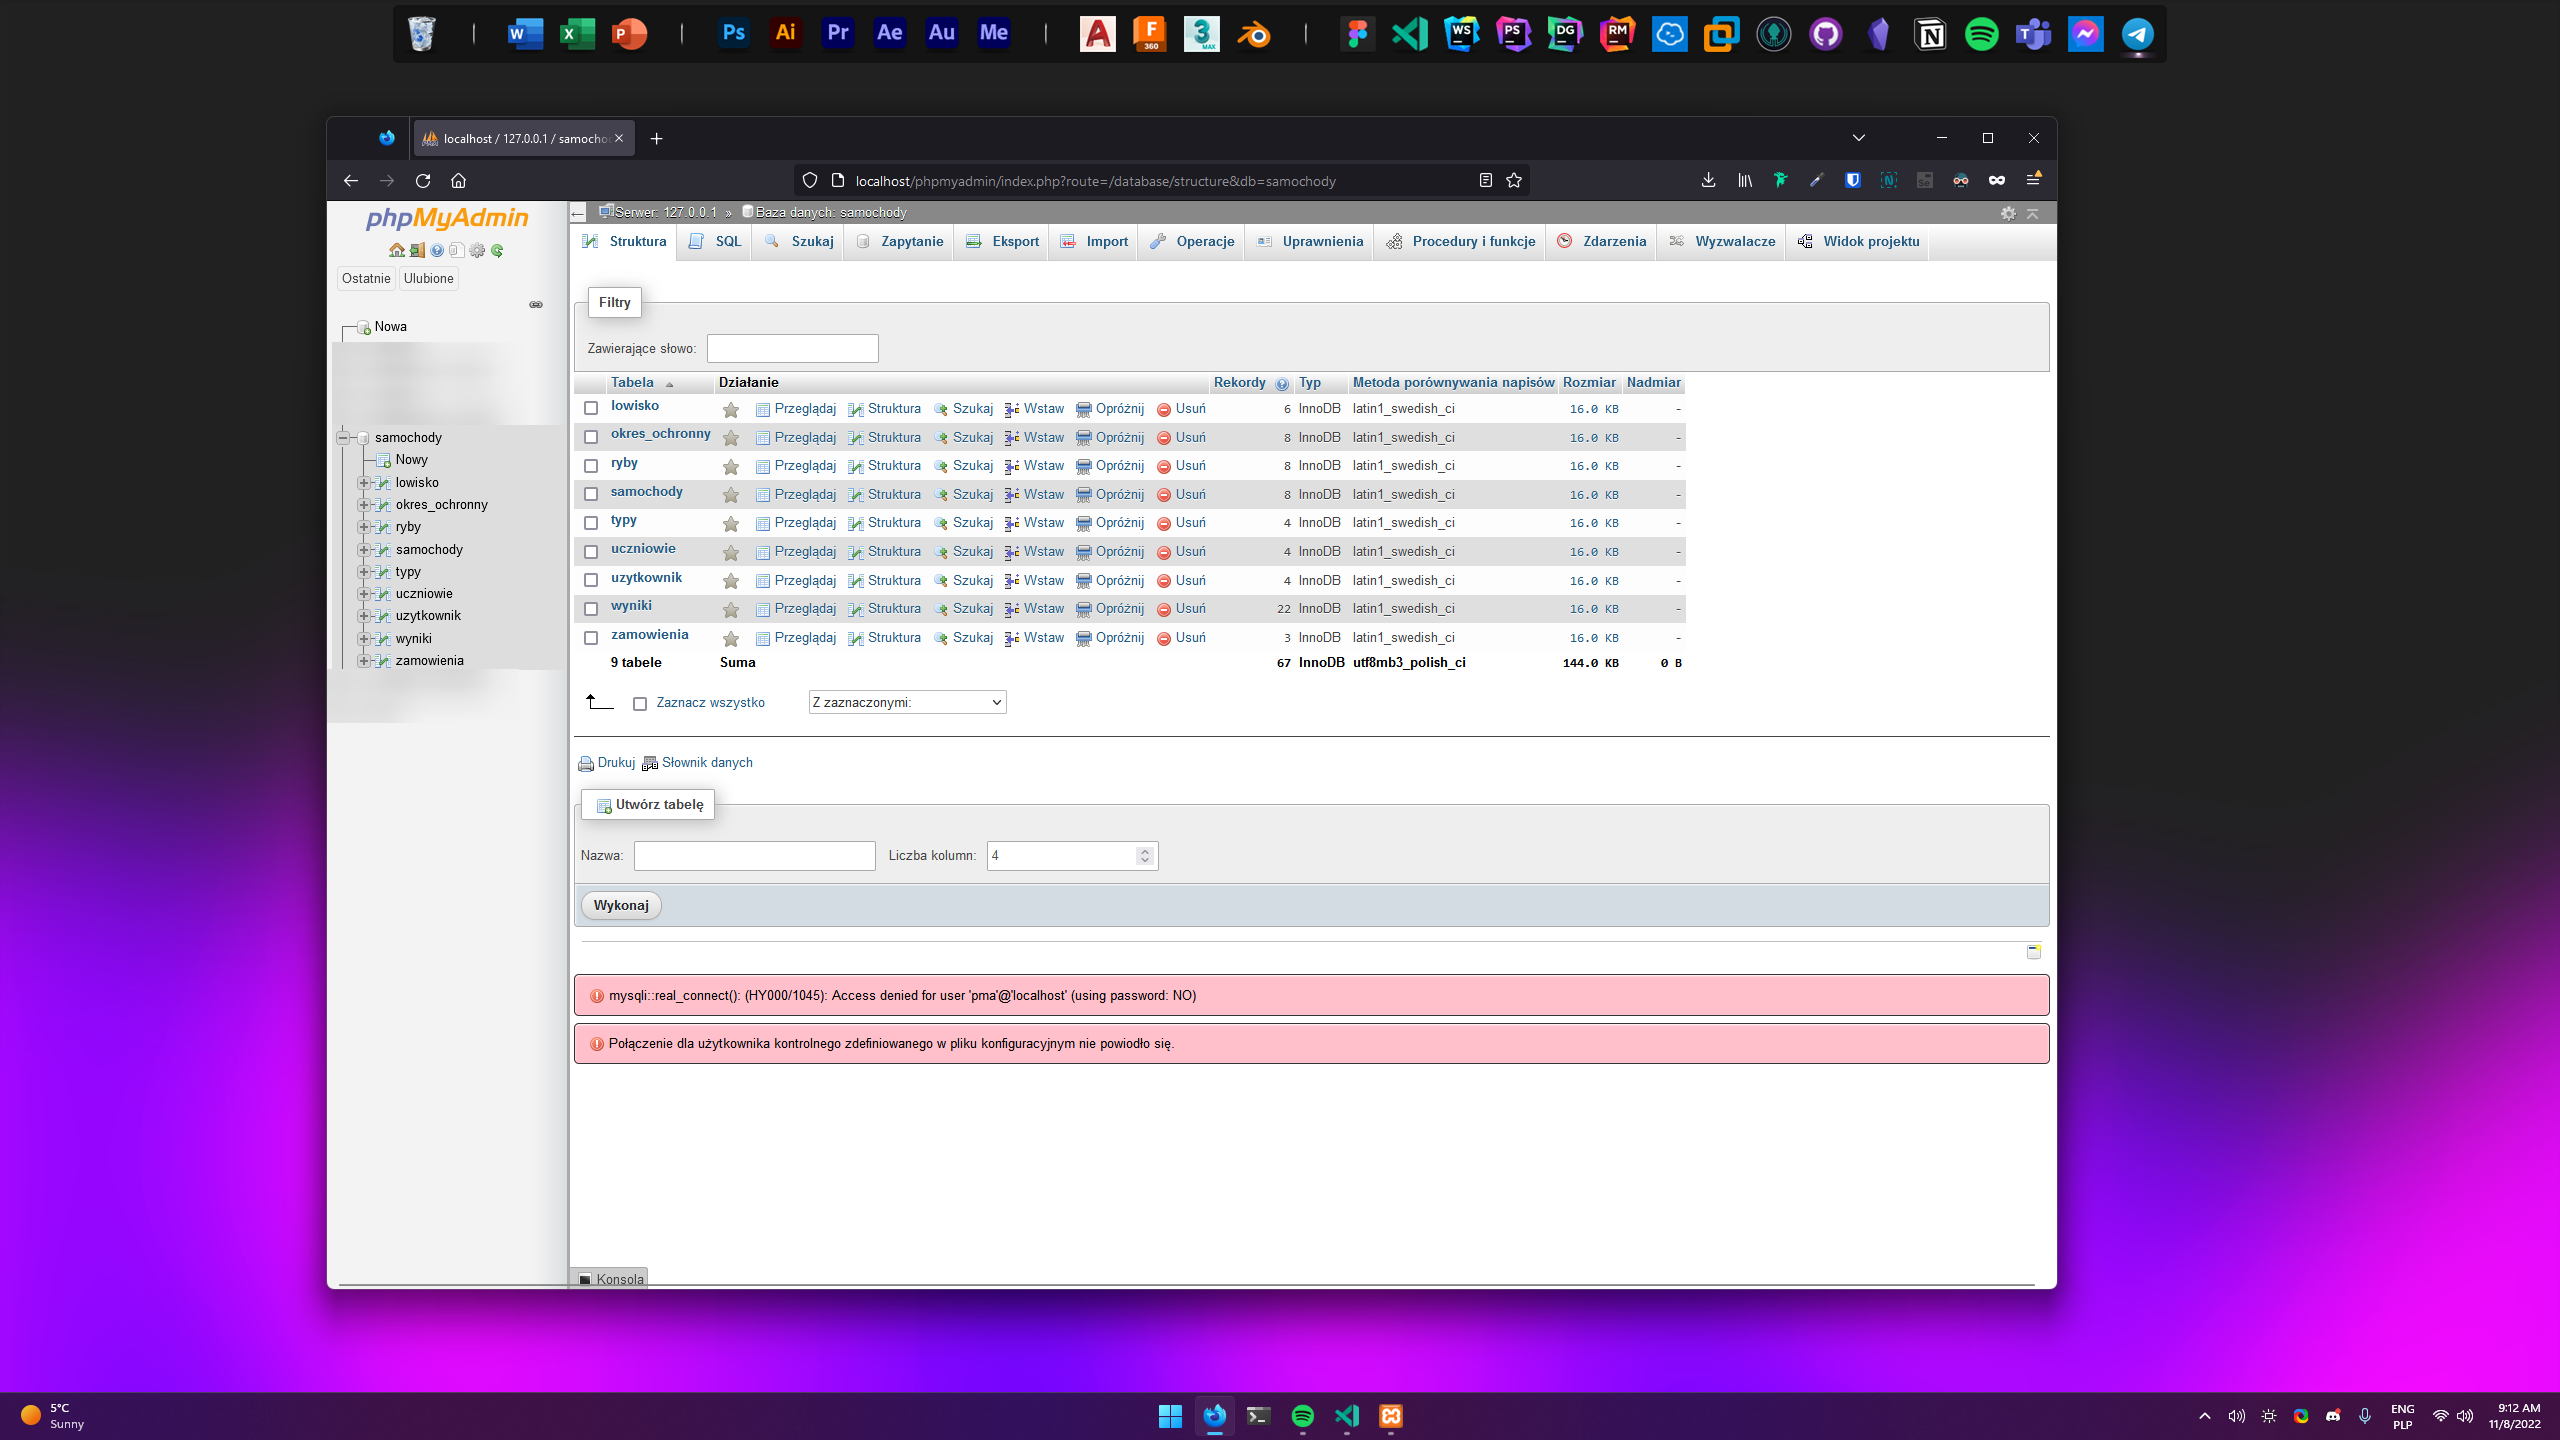 W X P Ps Ai Pr Ae Au Me A F 360 3 MAX WS PS DG RM N
localhost / 127.0.0.1 / samocho
localhost/phpmyadmin/index.php?route=/database/structure&db=samochody
phpMyAdmin
Ostatnie Ulubione
Nowa
samochody
Nowy
lowisko
okres_ochronny
ryby
samochody
typy
uczniowie
uzytkownik
wyniki
zamowienia
Serwer: 127.0.0.1 » Baza danych: samochody
Struktura SQL Szukaj Zapytanie Eksport Import Operacje Uprawnienia Procedury i funkcje Zdarzenia Wyzwalacze Widok projektu
Filtry
Zawierające słowo:
Tabela Działanie Rekordy Typ Metoda porównywania napisów Rozmiar Nadmiar
lowisko Przeglądaj Struktura Szukaj Wstaw Opróżnij Usuń 6 InnoDB latin1_swedish_ci 16.0 KB -
okres_ochronny Przeglądaj Struktura Szukaj Wstaw Opróżnij Usuń 8 InnoDB latin1_swedish_ci 16.0 KB -
ryby Przeglądaj Struktura Szukaj Wstaw Opróżnij Usuń 8 InnoDB latin1_swedish_ci 16.0 KB -
samochody Przeglądaj Struktura Szukaj Wstaw Opróżnij Usuń 8 InnoDB latin1_swedish_ci 16.0 KB -
typy Przeglądaj Struktura Szukaj Wstaw Opróżnij Usuń 4 InnoDB latin1_swedish_ci 16.0 KB -
uczniowie Przeglądaj Struktura Szukaj Wstaw Opróżnij Usuń 4 InnoDB latin1_swedish_ci 16.0 KB -
uzytkownik Przeglądaj Struktura Szukaj Wstaw Opróżnij Usuń 4 InnoDB latin1_swedish_ci 16.0 KB -
wyniki Przeglądaj Struktura Szukaj Wstaw Opróżnij Usuń 22 InnoDB latin1_swedish_ci 16.0 KB -
zamowienia Przeglądaj Struktura Szukaj Wstaw Opróżnij Usuń 3 InnoDB latin1_swedish_ci 16.0 KB -
9 tabele Suma 67 InnoDB utf8mb3_polish_ci 144.0 KB 0 B
Zaznacz wszystko Z zaznaczonymi:
Drukuj Słownik danych
Utwórz tabelę
Nazwa: Liczba kolumn: 4
Wykonaj
mysqli::real_connect(): (HY000/1045): Access denied for user 'pma'@'localhost' (using password: NO)
Połączenie dla użytkownika kontrolnego zdefiniowanego w pliku konfiguracyjnym nie powiodło się.
Konsola
5°C
Sunny
ENG
PLP
9:12 AM
11/8/2022